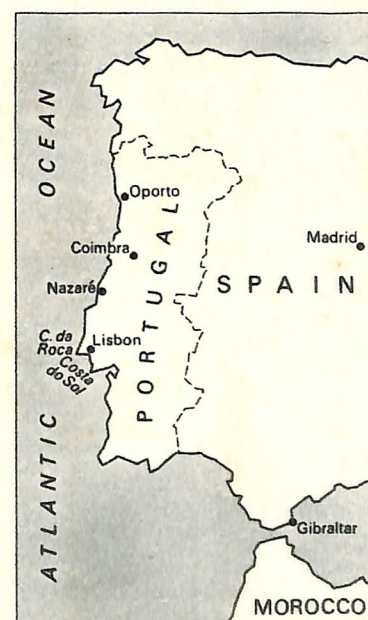 ATLANTIC OCEAN
Oporto
Coimbra
Nazaré
C. da
Roca
Lisbon
Costa
do Sol
PORTUGAL
Madrid
SPAIN
Gibraltar
MOROCCO